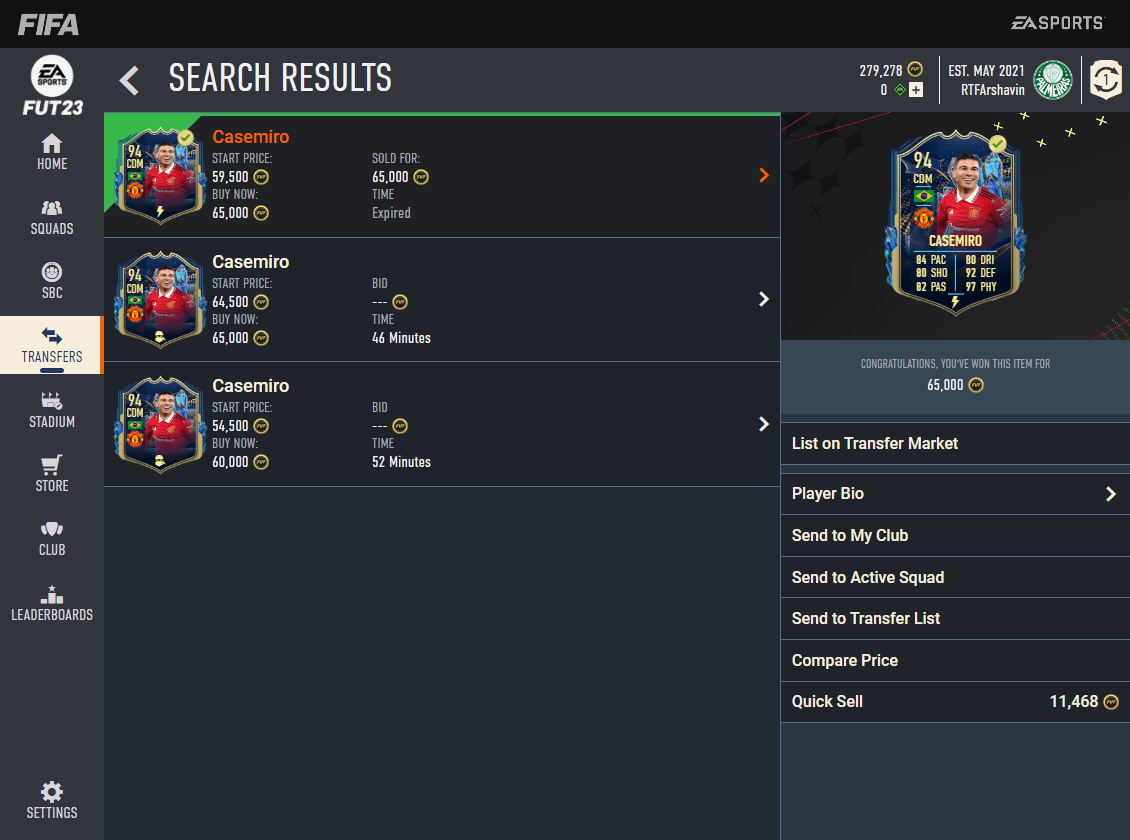 FIFA
EA SPORTS
EA SPORTS
FUT23
HOME
SQUADS
SBC
TRANSFERS
STADIUM
STORE
CLUB
LEADERBOARDS
SETTINGS
SEARCH RESULTS
279,278
0
EST. MAY 2021
RTFArshavin
PALMEIRAS
1
94
CDM
Casemiro
START PRICE:
59,500
BUY NOW:
65,000
SOLD FOR:
65,000
TIME
Expired
94
CDM
Casemiro
START PRICE:
64,500
BUY NOW:
65,000
BID
---
TIME
46 Minutes
94
CDM
Casemiro
START PRICE:
54,500
BUY NOW:
60,000
BID
---
TIME
52 Minutes
94
CDM
CASEMIRO
84 PAC 80 DRI
80 SHO 92 DEF
82 PAS 97 PHY
CONGRATULATIONS, YOU'VE WON THIS ITEM FOR
65,000
List on Transfer Market
Player Bio
Send to My Club
Send to Active Squad
Send to Transfer List
Compare Price
Quick Sell 11,468